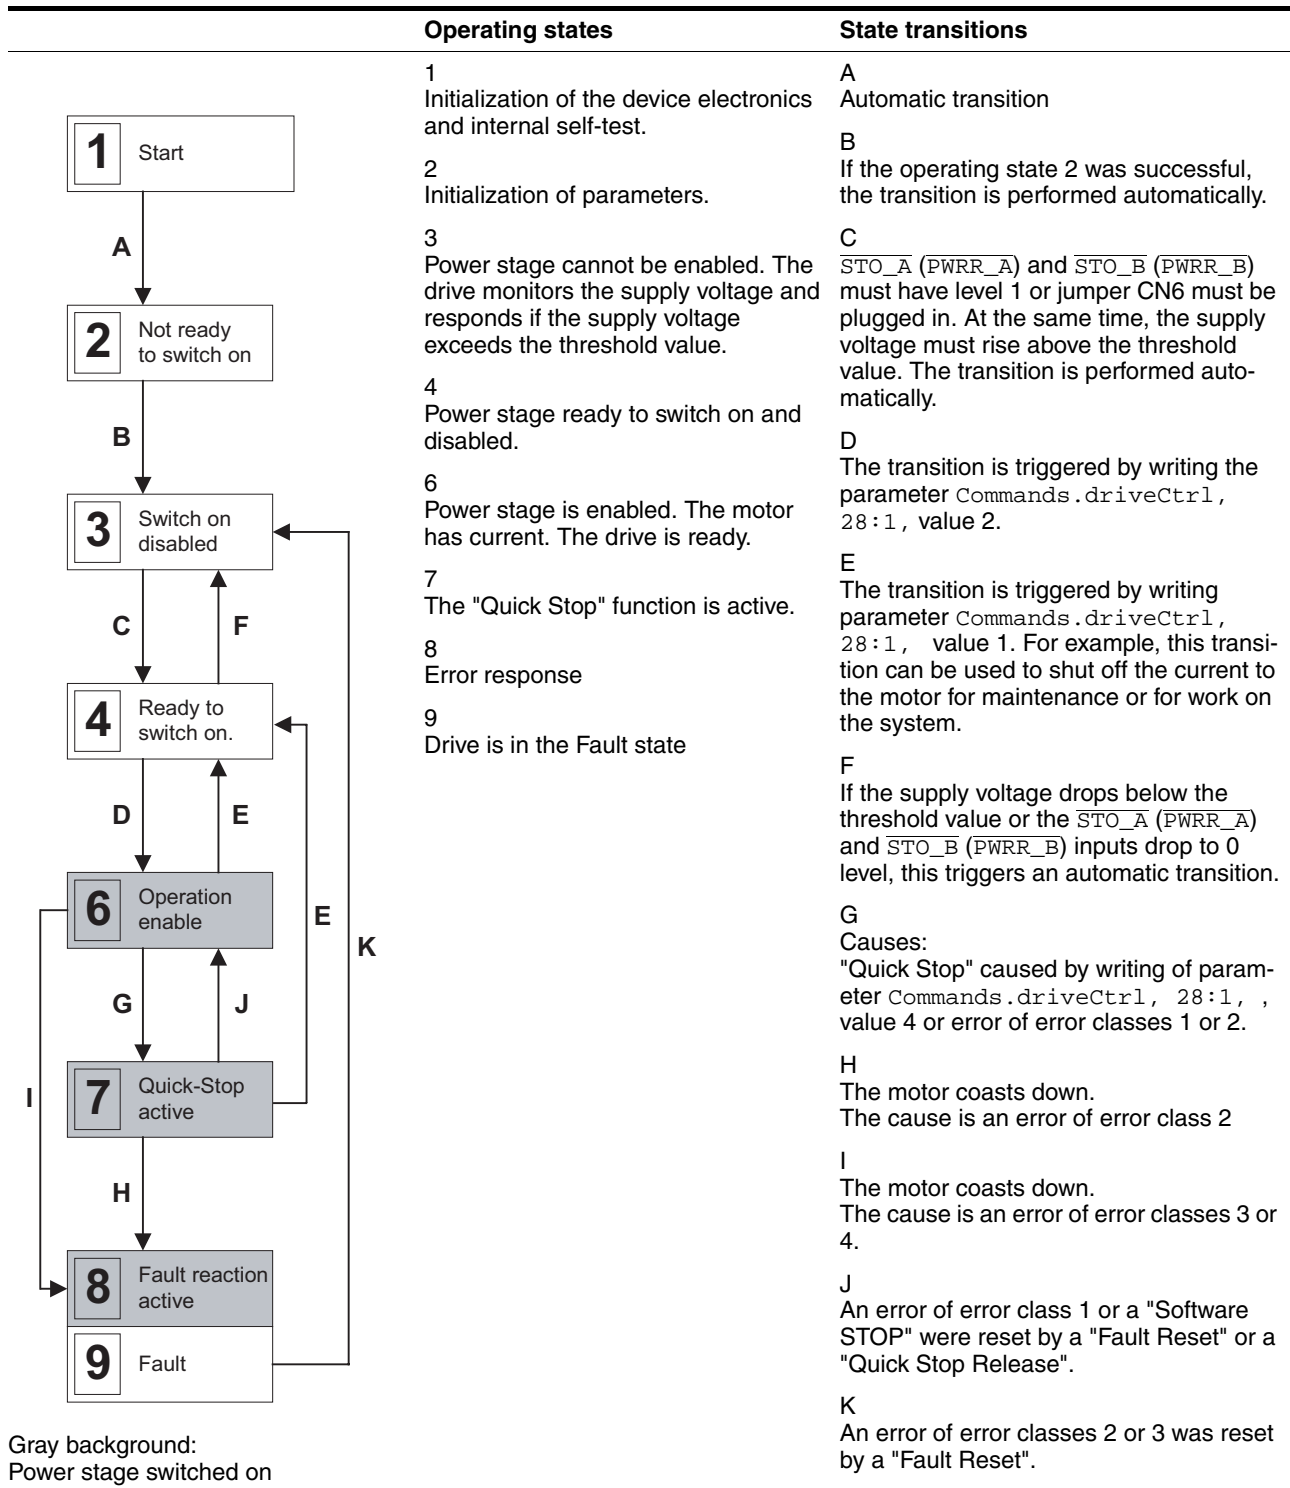 Operating states
State transitions
1
Start
A
2
Not ready
to switch on
B
3
Switch on
disabled
C
F
4
Ready to
switch on.
D
E
6
Operation
enable
E
K
G
J
I
7
Quick-Stop
active
H
8
Fault reaction
active
9
Fault
Gray background:
Power stage switched on
1
Initialization of the device electronics
and internal self-test.
2
Initialization of parameters.
3
Power stage cannot be enabled. The
drive monitors the supply voltage and
responds if the supply voltage
exceeds the threshold value.
4
Power stage ready to switch on and
disabled.
6
Power stage is enabled. The motor
has current. The drive is ready.
7
The "Quick Stop" function is active.
8
Error response
9
Drive is in the Fault state
A
Automatic transition
B
If the operating state 2 was successful,
the transition is performed automatically.
C
STO_A (PWRR_A) and STO_B (PWRR_B)
must have level 1 or jumper CN6 must be
plugged in. At the same time, the supply
voltage must rise above the threshold
value. The transition is performed auto-
matically.
D
The transition is triggered by writing the
parameter Commands.driveCtrl,
28:1, value 2.
E
The transition is triggered by writing
parameter Commands.driveCtrl,
28:1, value 1. For example, this transi-
tion can be used to shut off the current to
the motor for maintenance or for work on
the system.
F
If the supply voltage drops below the
threshold value or the STO_A (PWRR_A)
and STO_B (PWRR_B) inputs drop to 0
level, this triggers an automatic transition.
G
Causes:
"Quick Stop" caused by writing of param-
eter Commands.driveCtrl, 28:1, ,
value 4 or error of error classes 1 or 2.
H
The motor coasts down.
The cause is an error of error class 2
I
The motor coasts down.
The cause is an error of error classes 3 or
4.
J
An error of error class 1 or a "Software
STOP" were reset by a "Fault Reset" or a
"Quick Stop Release".
K
An error of error classes 2 or 3 was reset
by a "Fault Reset".